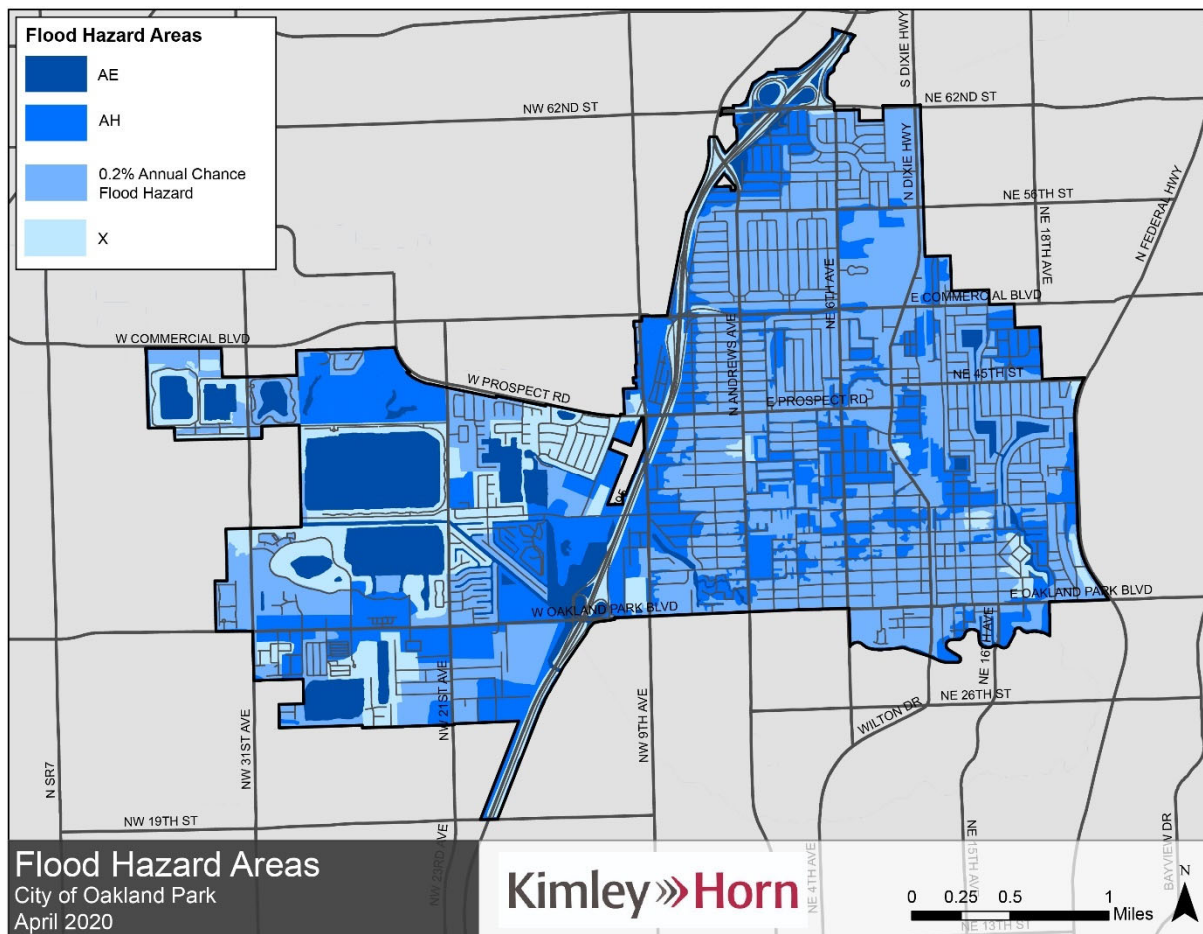 Flood Hazard Areas
AE
AH
0.2% Annual Chance
Flood Hazard
X
S DIXIE HWY
NW 62ND ST
NE 62ND ST
N DIXIE HWY
N FEDERAL HWY
NE 56TH ST
NE 18TH AVE
NE 6TH AVE
E COMMERCIAL BLVD
W COMMERCIAL BLVD
N ANDREWS AVE
NE 45TH ST
W PROSPECT RD
E PROSPECT RD
95
W OAKLAND PARK BLVD
E OAKLAND PARK BLVD
NE 16TH AVE
NW 21ST AVE
NE 26TH ST
WILTON DR
NW 31ST AVE
NW 9TH AVE
N SR7
NW 19TH ST
NW 23RD AVE
NE 4TH AVE
NE 15TH AVE
BAYVIEW DR
Flood Hazard Areas
City of Oakland Park
April 2020
Kimley Horn
N
0 0.25 0.5 1
Miles
NE 13TH ST